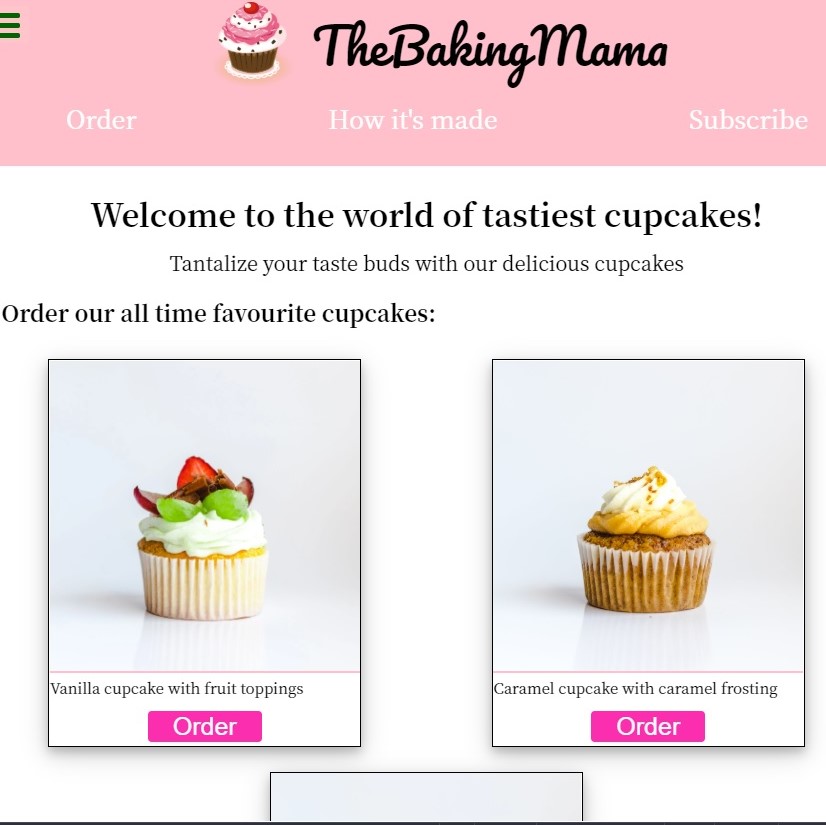 TheBakingMama
Order How it's made Subscribe
Welcome to the world of tastiest cupcakes!
Tantalize your taste buds with our delicious cupcakes
Order our all time favourite cupcakes:
Vanilla cupcake with fruit toppings
Order
Caramel cupcake with caramel frosting
Order